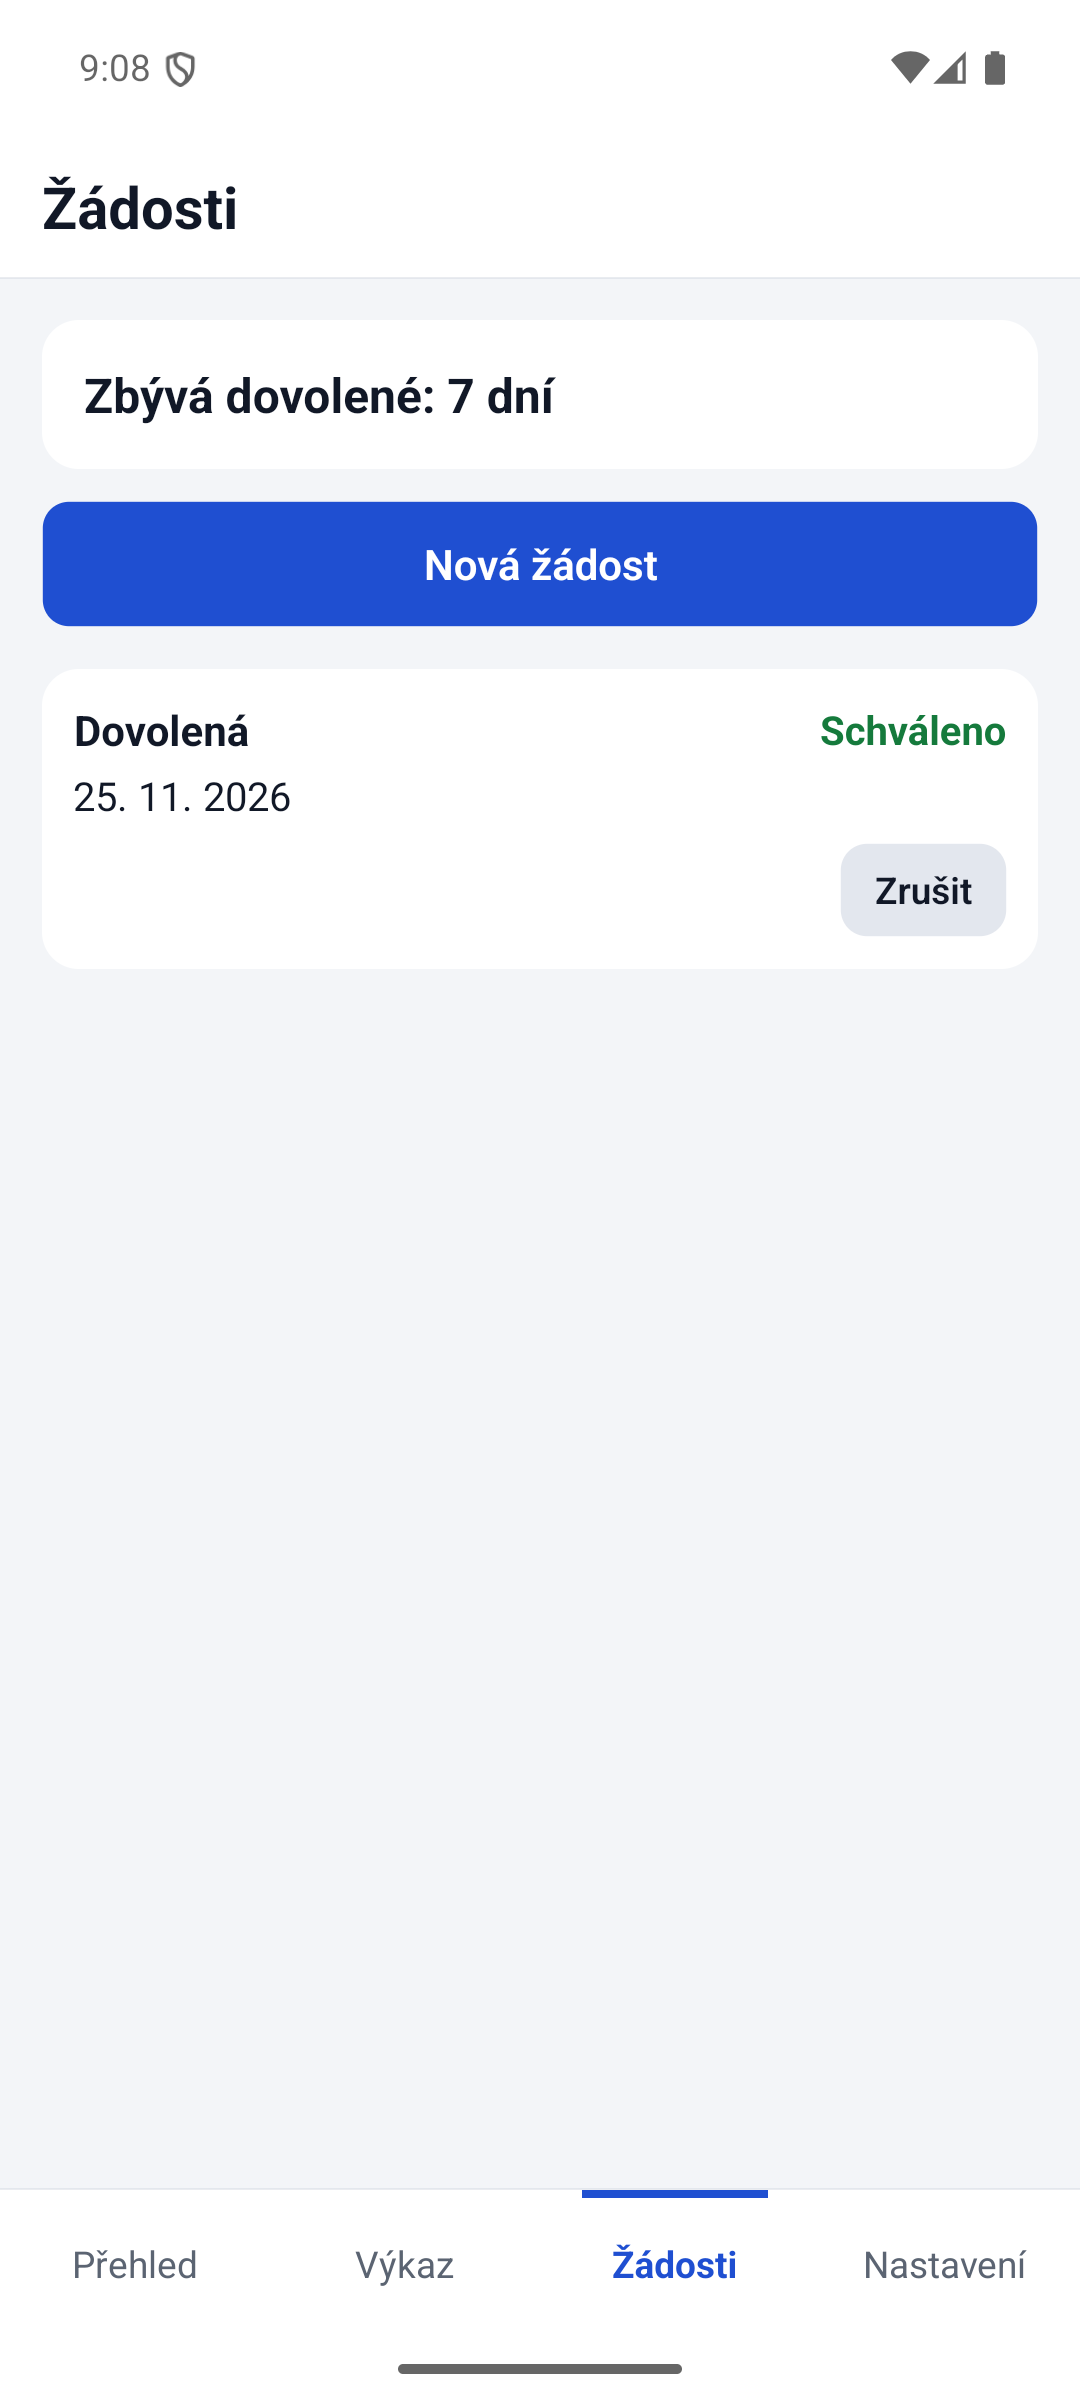 9:08
Žádosti
Zbývá dovolené: 7 dní
Nová žádost
Dovolená
Schváleno
25. 11. 2026
Zrušit
Přehled
Výkaz
Žádosti
Nastavení